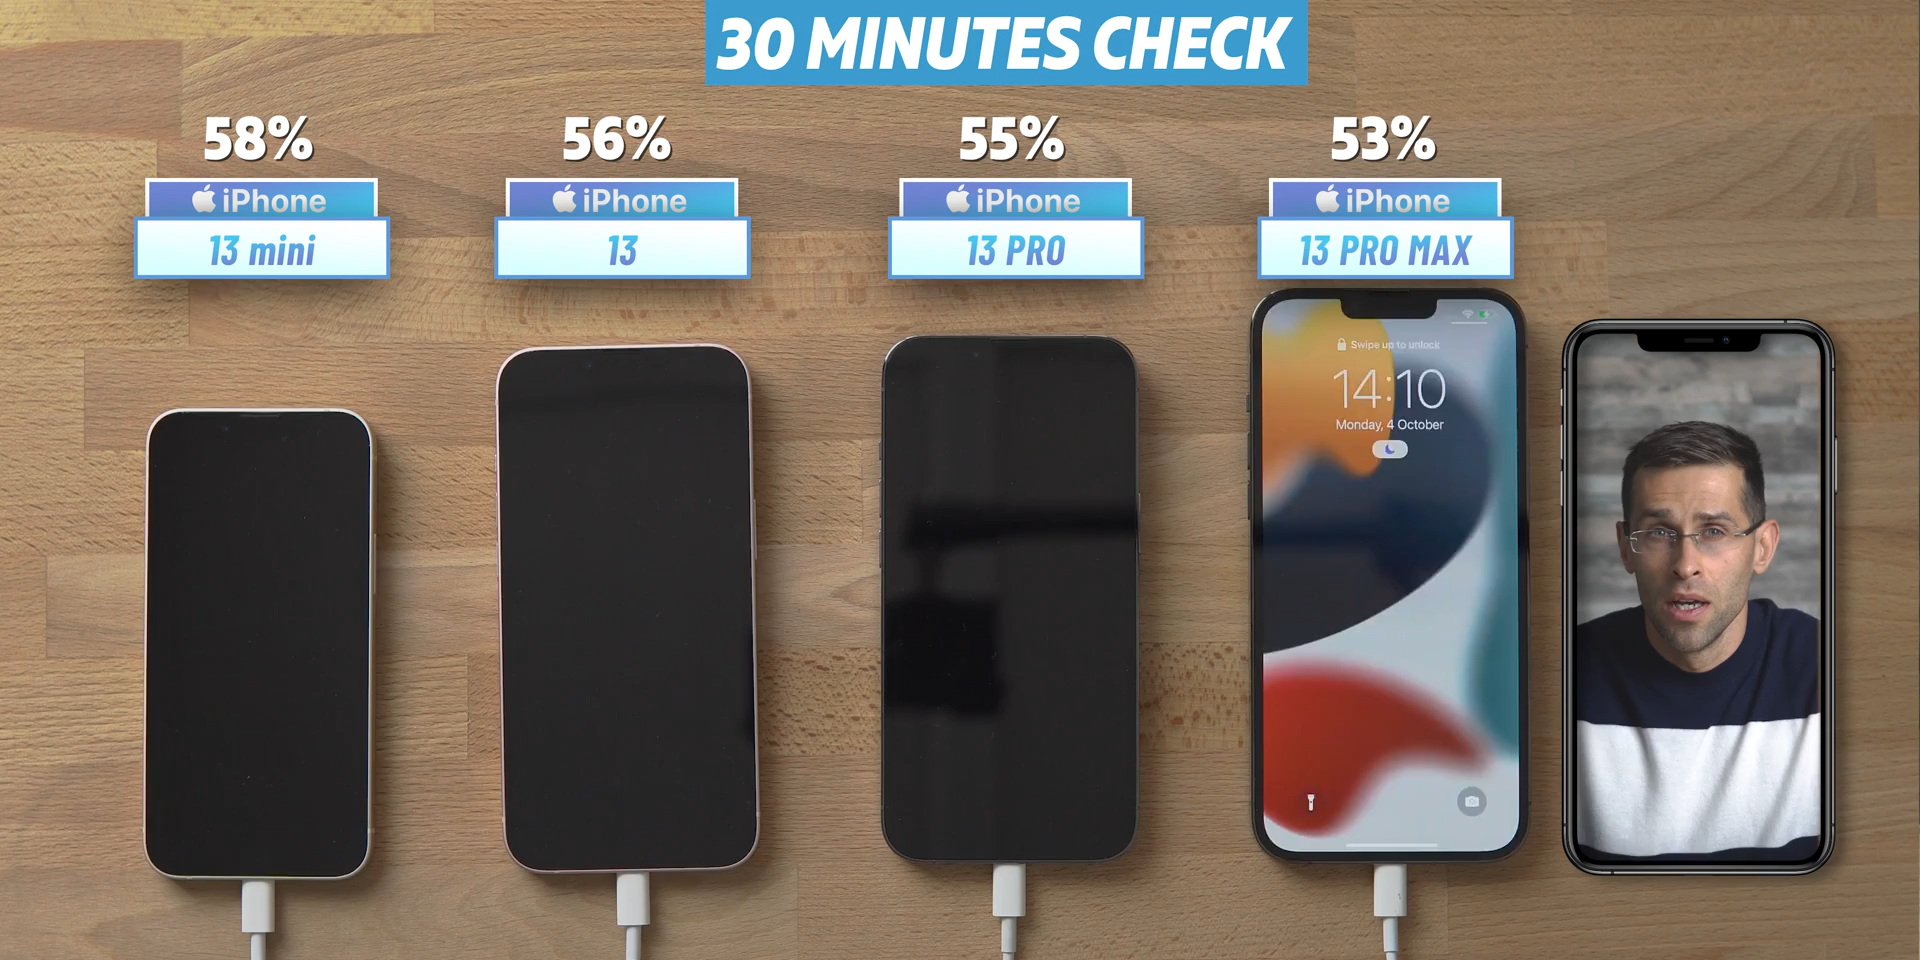 30 MINUTES CHECK
58%
56%
55%
53%
iPhone
13 mini
iPhone
13
iPhone
13 PRO
iPhone
13 PRO MAX
Swipe up to unlock
14:10
Monday, 4 October